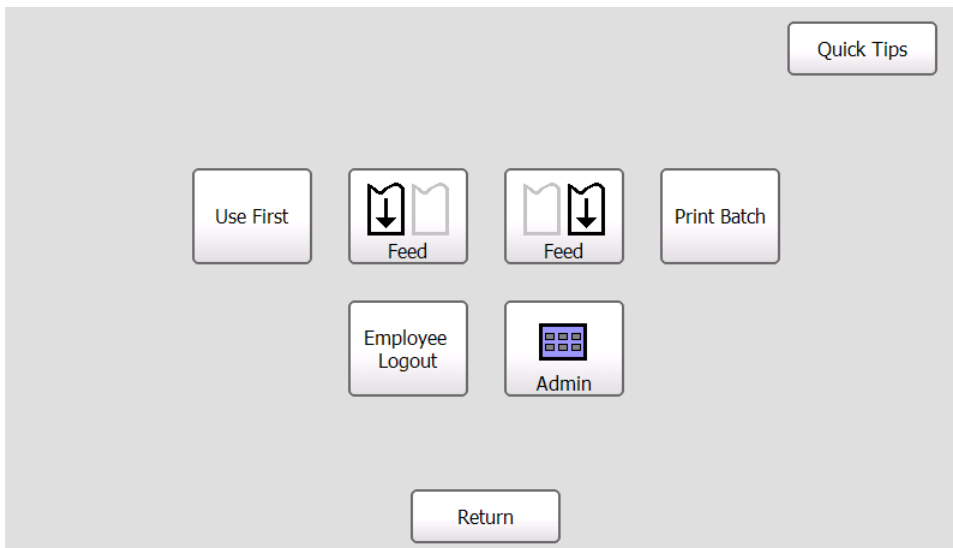 Quick Tips
Use First
Feed
Feed
Print Batch
Employee
Logout
Admin
Return